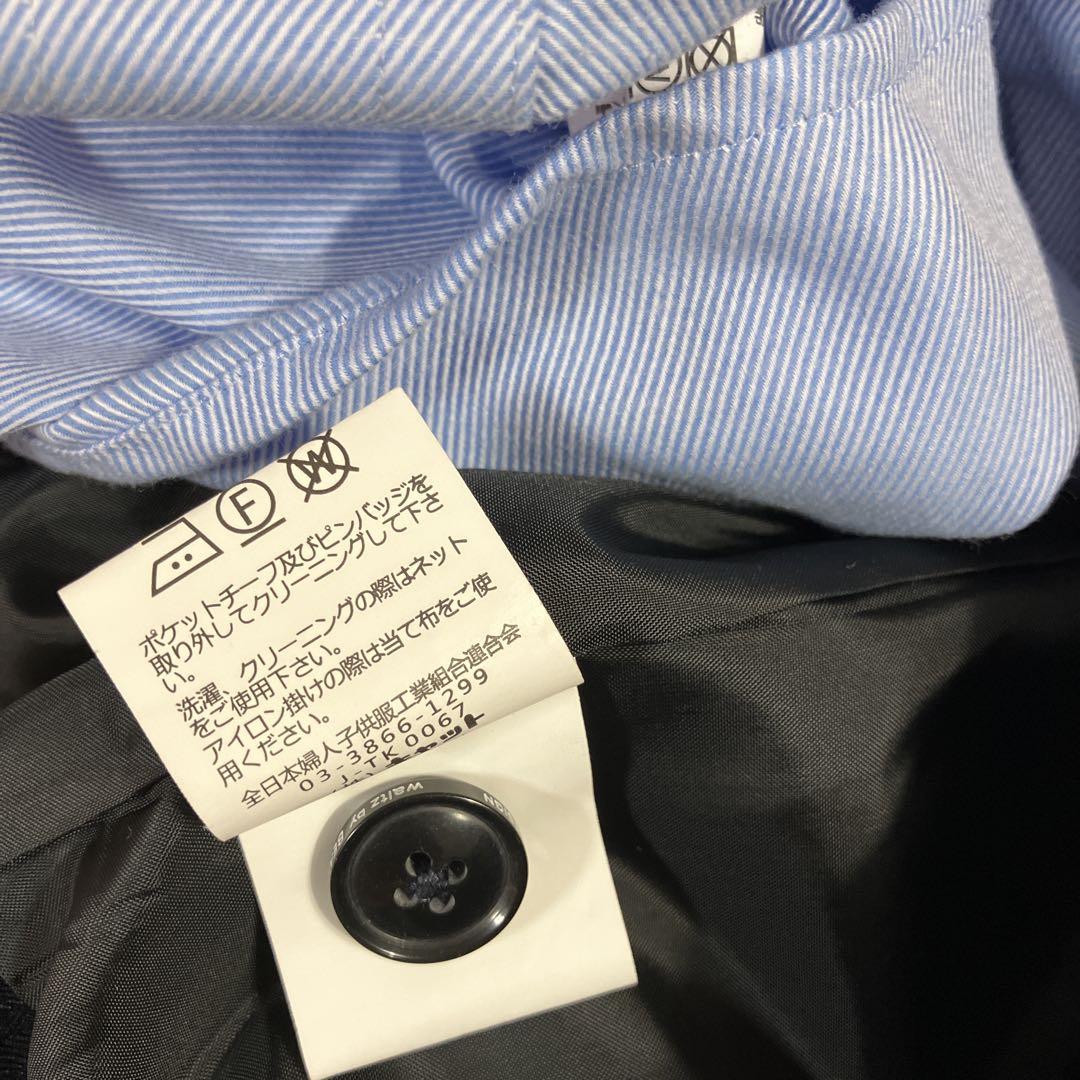 F W
ポケットチーフ及びピンバッジを
取り外してクリーニングして下さ
い。
洗濯、クリーニングの際はネット
をご使用下さい。
アイロン掛けの際は当て布をご使
用ください。
全日本婦人子供服工業組合連合会
03-3866-1299
J-TK0067
waltz by BE